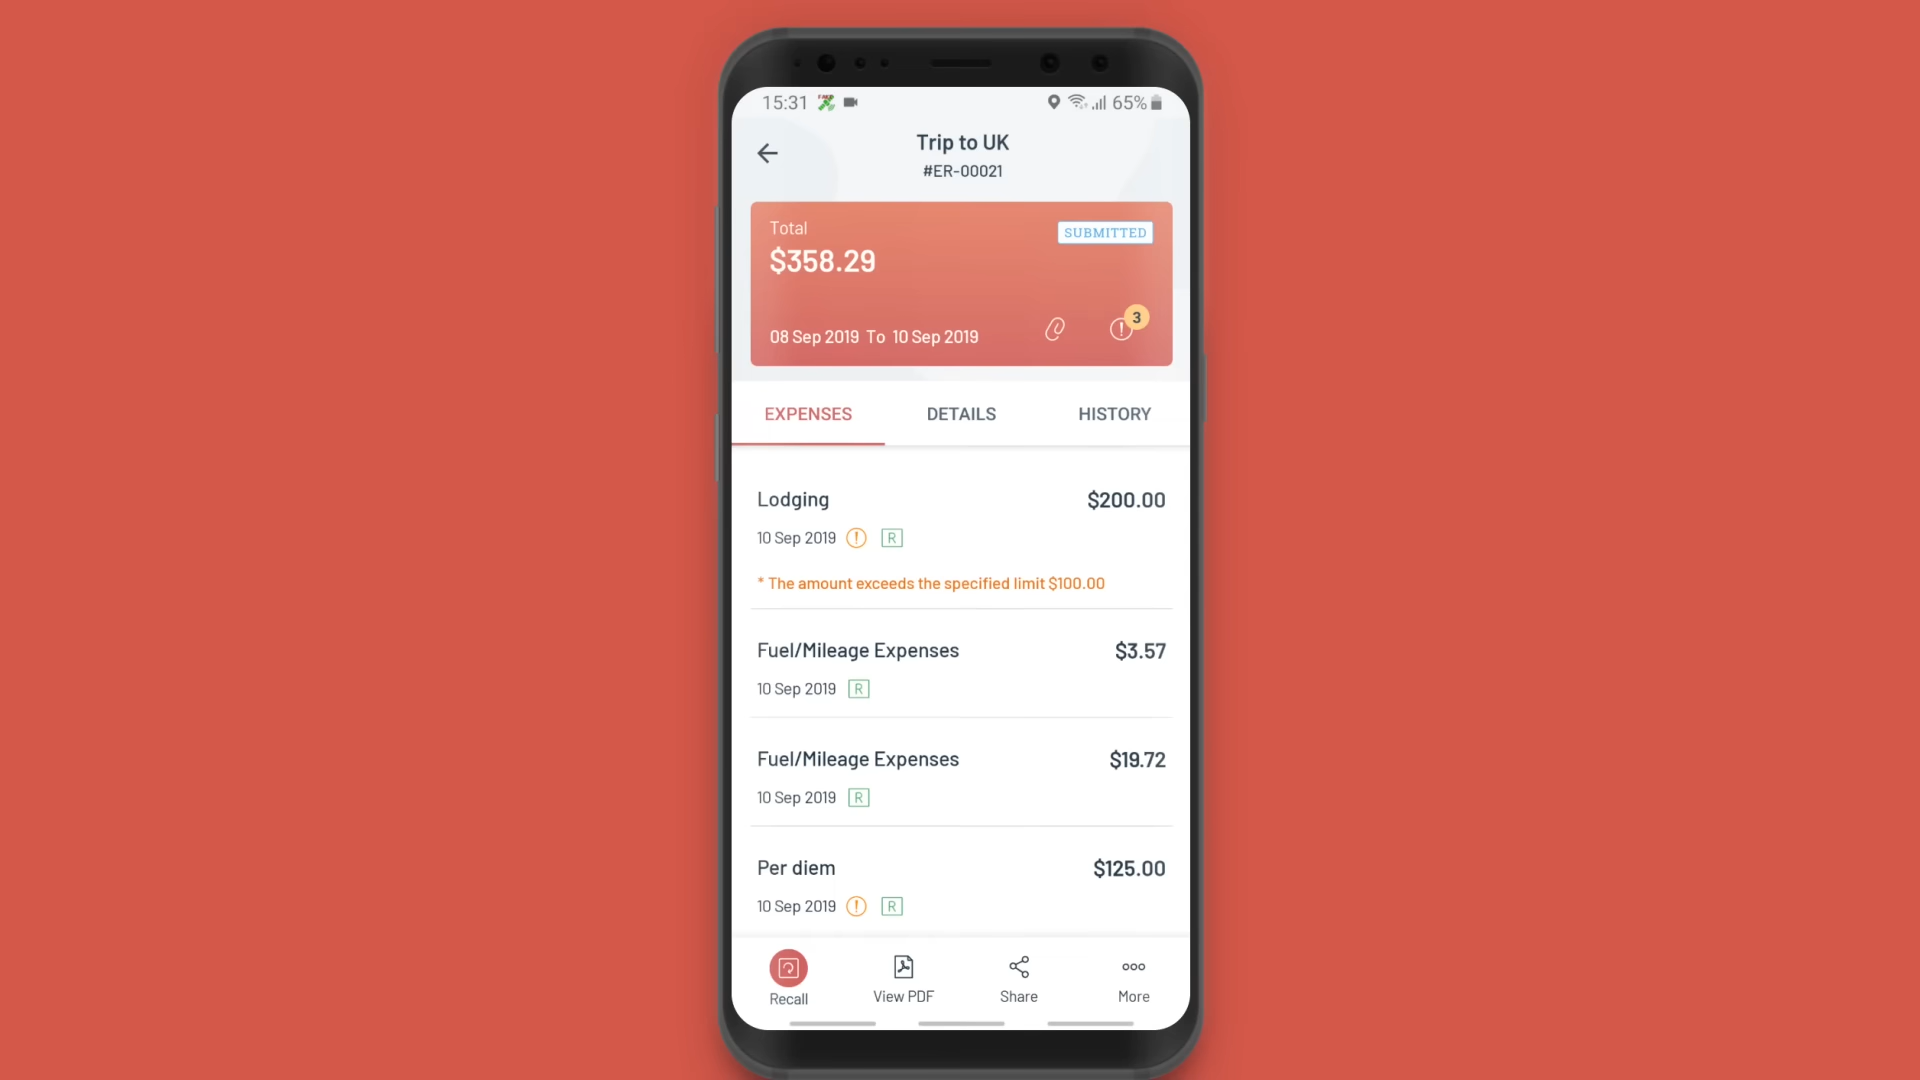 15:31 65%
Trip to UK
#ER-00021
Total
SUBMITTED
$358.29
3
08 Sep 2019 To 10 Sep 2019
EXPENSES DETAILS HISTORY
Lodging $200.00
10 Sep 2019 ! R
* The amount exceeds the specified limit $100.00
Fuel/Mileage Expenses $3.57
10 Sep 2019 R
Fuel/Mileage Expenses $19.72
10 Sep 2019 R
Per diem $125.00
10 Sep 2019 ! R
Recall View PDF Share More